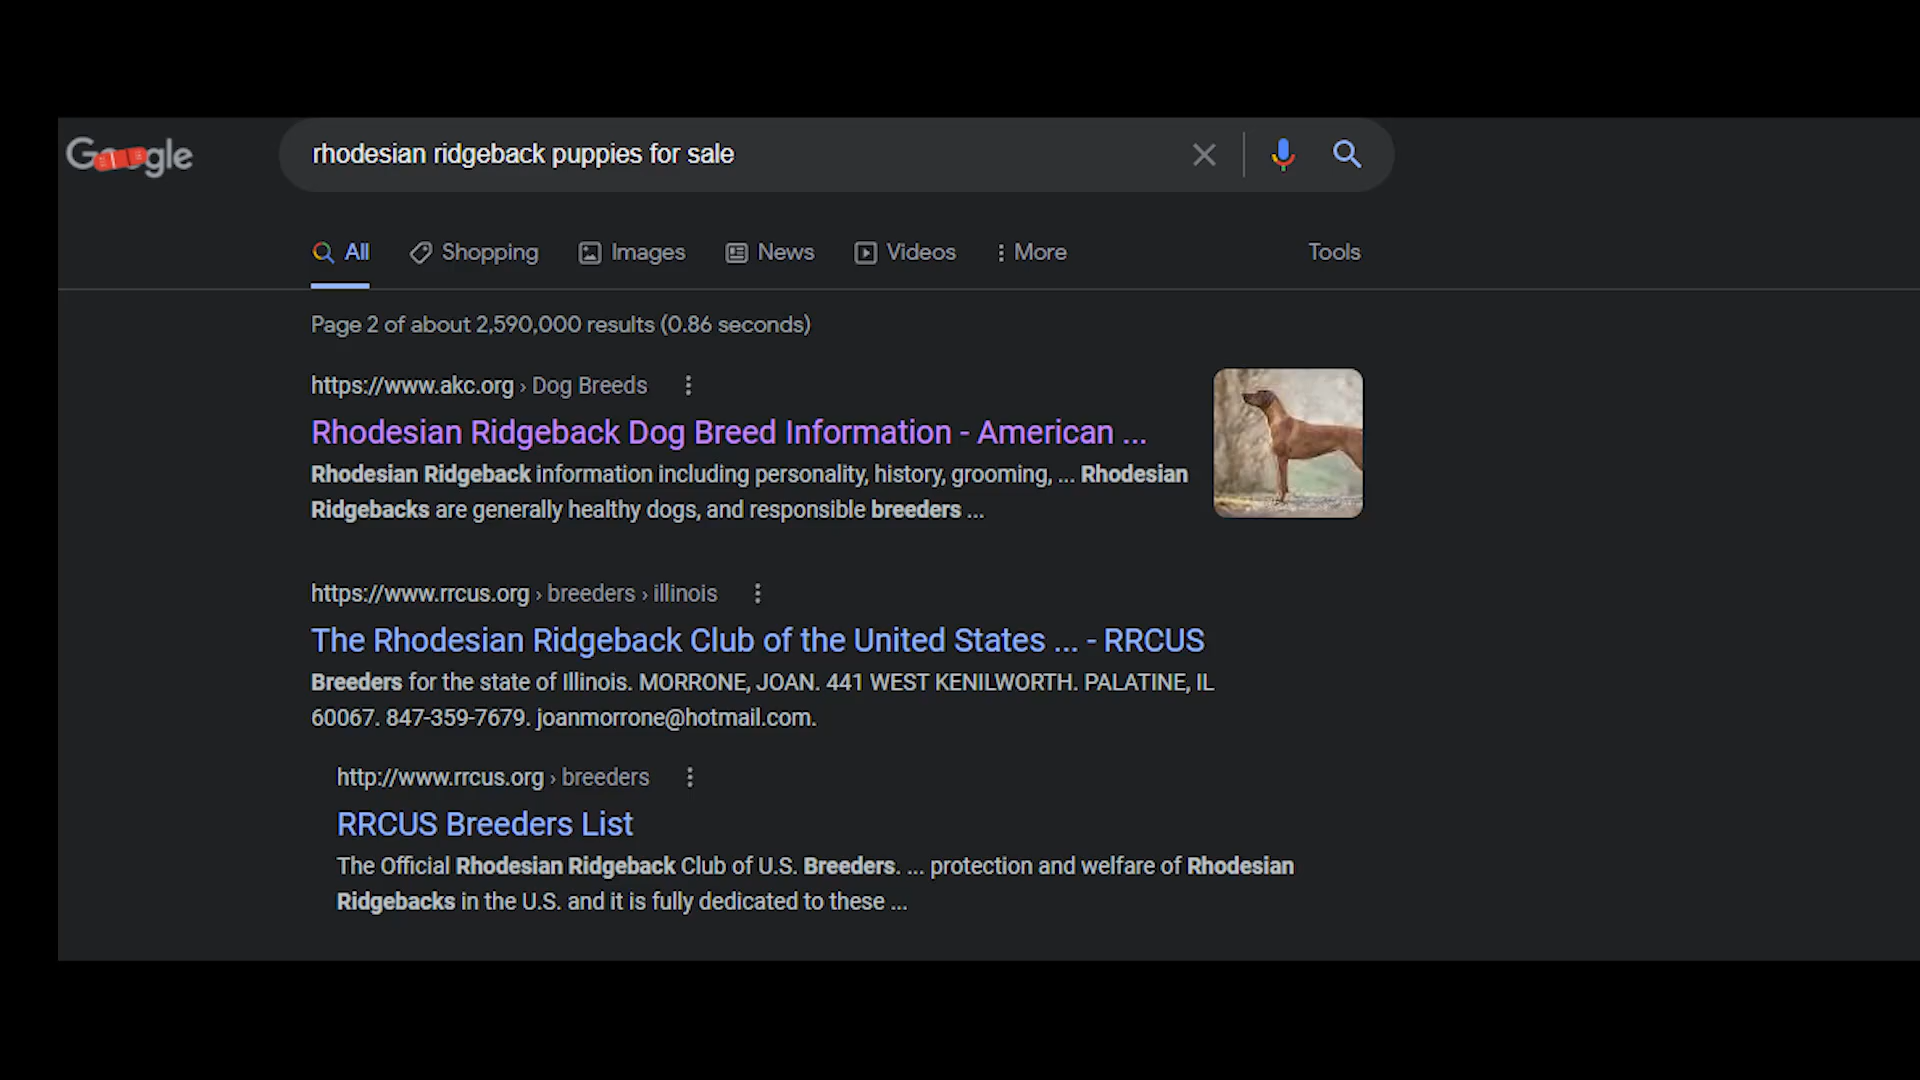 Google
rhodesian ridgeback puppies for sale
All Shopping Images News Videos More Tools
Page 2 of about 2,590,000 results (0.86 seconds)
https://www.akc.org › Dog Breeds
Rhodesian Ridgeback Dog Breed Information - American ...
Rhodesian Ridgeback information including personality, history, grooming, ... Rhodesian
Ridgebacks are generally healthy dogs, and responsible breeders ...
https://www.rrcus.org › breeders › illinois
The Rhodesian Ridgeback Club of the United States ... - RRCUS
Breeders for the state of Illinois. MORRONE, JOAN. 441 WEST KENILWORTH. PALATINE, IL
60067. 847-359-7679. joanmorrone@hotmail.com.
http://www.rrcus.org › breeders
RRCUS Breeders List
The Official Rhodesian Ridgeback Club of U.S. Breeders. ... protection and welfare of Rhodesian
Ridgebacks in the U.S. and it is fully dedicated to these ...